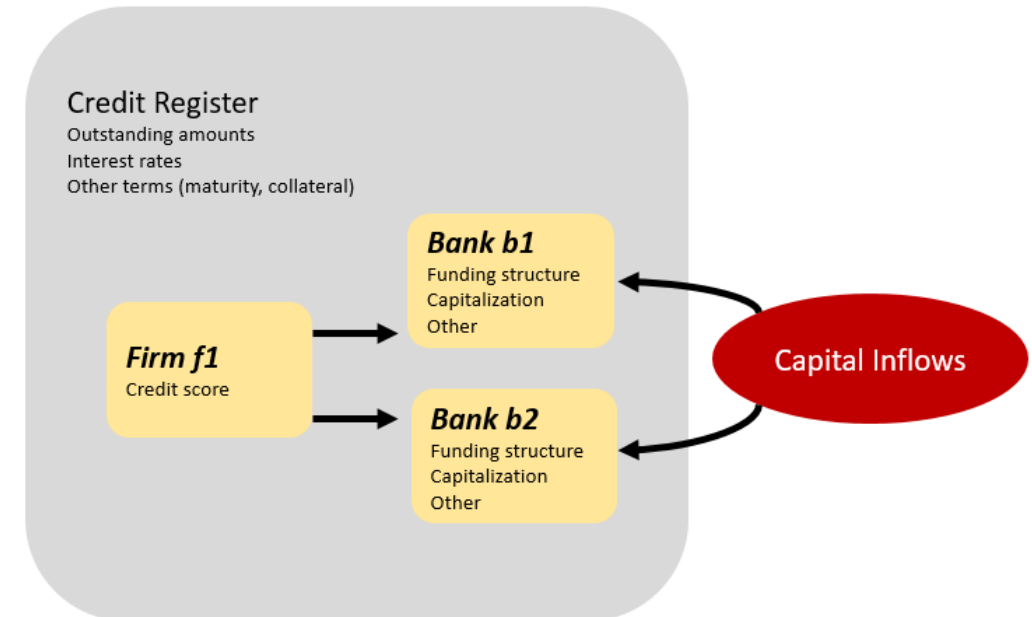 Credit Register
Outstanding amounts
Interest rates
Other terms (maturity, collateral)
Bank b1
Funding structure
Capitalization
Other
Firm f1
Credit score
Capital Inflows
Bank b2
Funding structure
Capitalization
Other